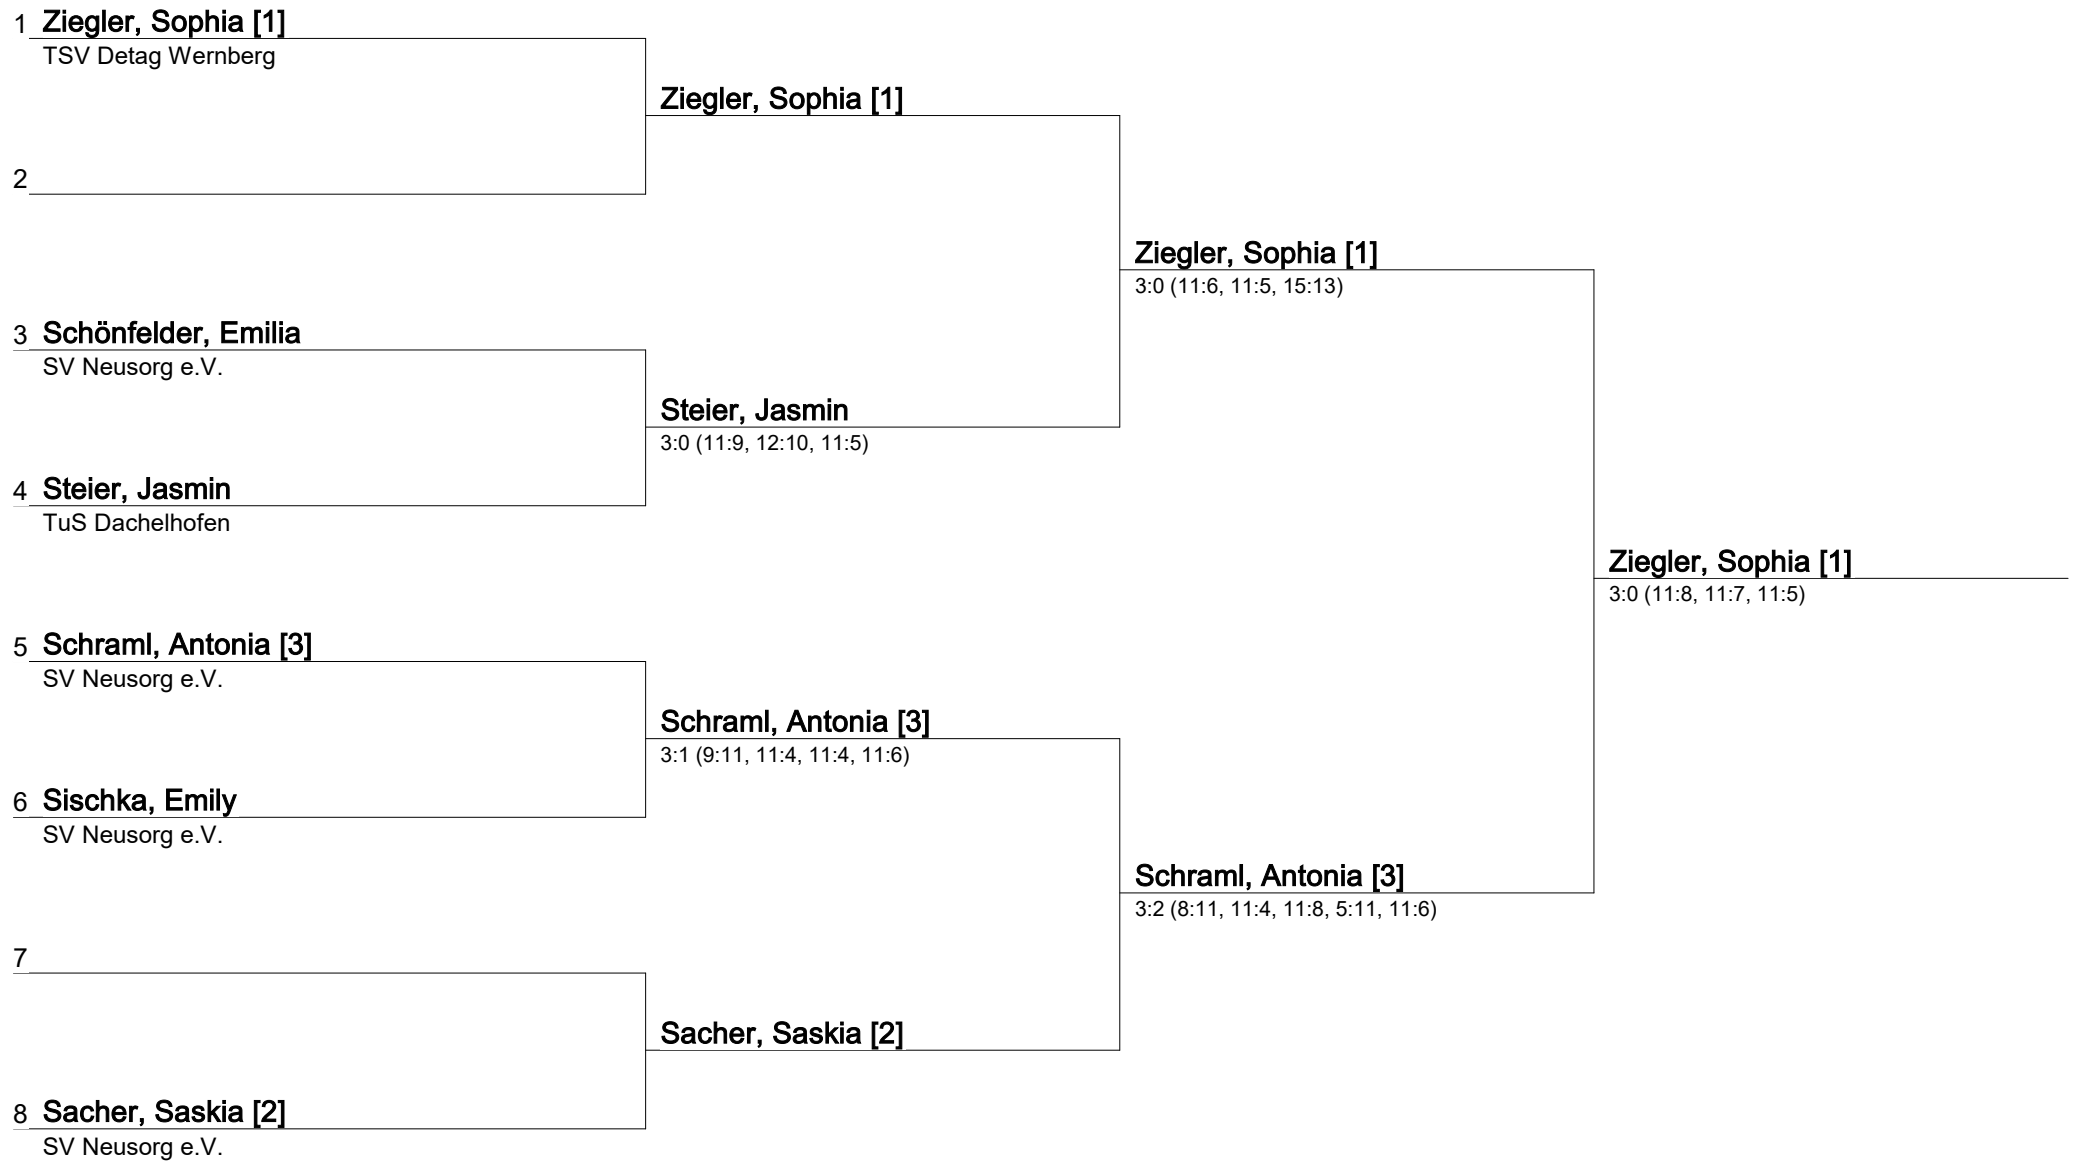 1 Ziegler, Sophia [1]
TSV Detag Wernberg
Ziegler, Sophia [1]
2
Ziegler, Sophia [1]
3:0 (11:6, 11:5, 15:13)
3 Schönfelder, Emilia
SV Neusorg e.V.
Steier, Jasmin
3:0 (11:9, 12:10, 11:5)
4 Steier, Jasmin
TuS Dachelhofen
Ziegler, Sophia [1]
3:0 (11:8, 11:7, 11:5)
5 Schraml, Antonia [3]
SV Neusorg e.V.
Schraml, Antonia [3]
3:1 (9:11, 11:4, 11:4, 11:6)
6 Sischka, Emily
SV Neusorg e.V.
Schraml, Antonia [3]
3:2 (8:11, 11:4, 11:8, 5:11, 11:6)
7
Sacher, Saskia [2]
8 Sacher, Saskia [2]
SV Neusorg e.V.